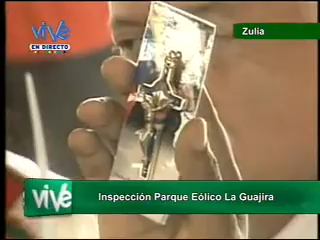 vive
EN DIRECTO
Zulia
vive
Inspección Parque Eólico La Guajira